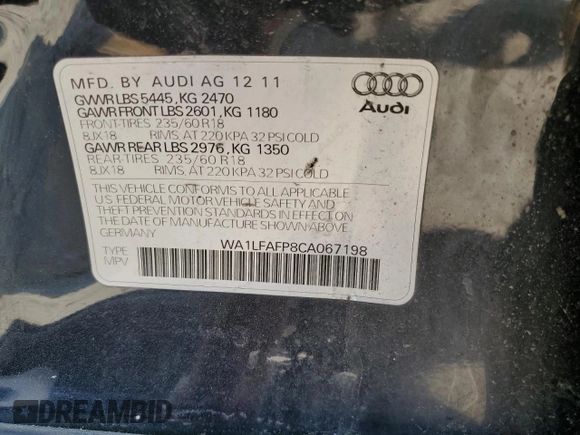 MFD. BY AUDI AG 12 11
GVWR LBS 5445, KG 2470
GAWR FRONT LBS 2601, KG 1180
FRONT-TIRES 235/60 R18
8JX18 RIMS, AT 220 KPA 32 PSI COLD
GAWR REAR LBS 2976, KG 1350
REAR-TIRES 235/60 R18
8JX18 RIMS, AT 220 KPA 32 PSI COLD
THIS VEHICLE CONFORMS TO ALL APPLICABLE
U S FEDERAL MOTOR VEHICLE SAFETY AND
THEFT PREVENTION STANDARDS IN EFFECT ON
THE DATE OF MANUFACTURE SHOWN ABOVE
GERMANY
TYPE WA1LFAFP8CA067198
MPV
Audi
DREAMBID